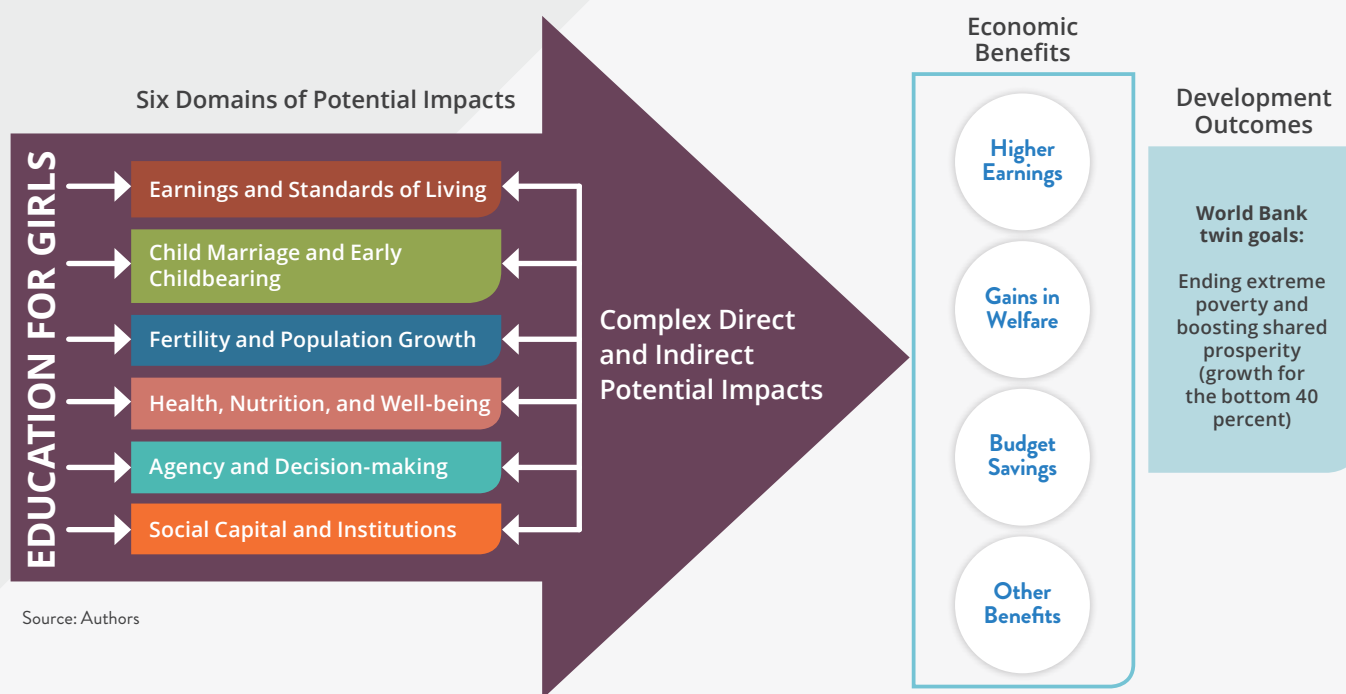 Six Domains of Potential Impacts
EDUCATION FOR GIRLS
Earnings and Standards of Living
Child Marriage and Early
Childbearing
Fertility and Population Growth
Health, Nutrition, and Well-being
Agency and Decision-making
Social Capital and Institutions
Complex Direct
and Indirect
Potential Impacts
Economic
Benefits
Higher
Earnings
Gains in
Welfare
Budget
Savings
Other
Benefits
Development
Outcomes
World Bank
twin goals:
Ending extreme
poverty and
boosting shared
prosperity
(growth for
the bottom 40
percent)
Source: Authors